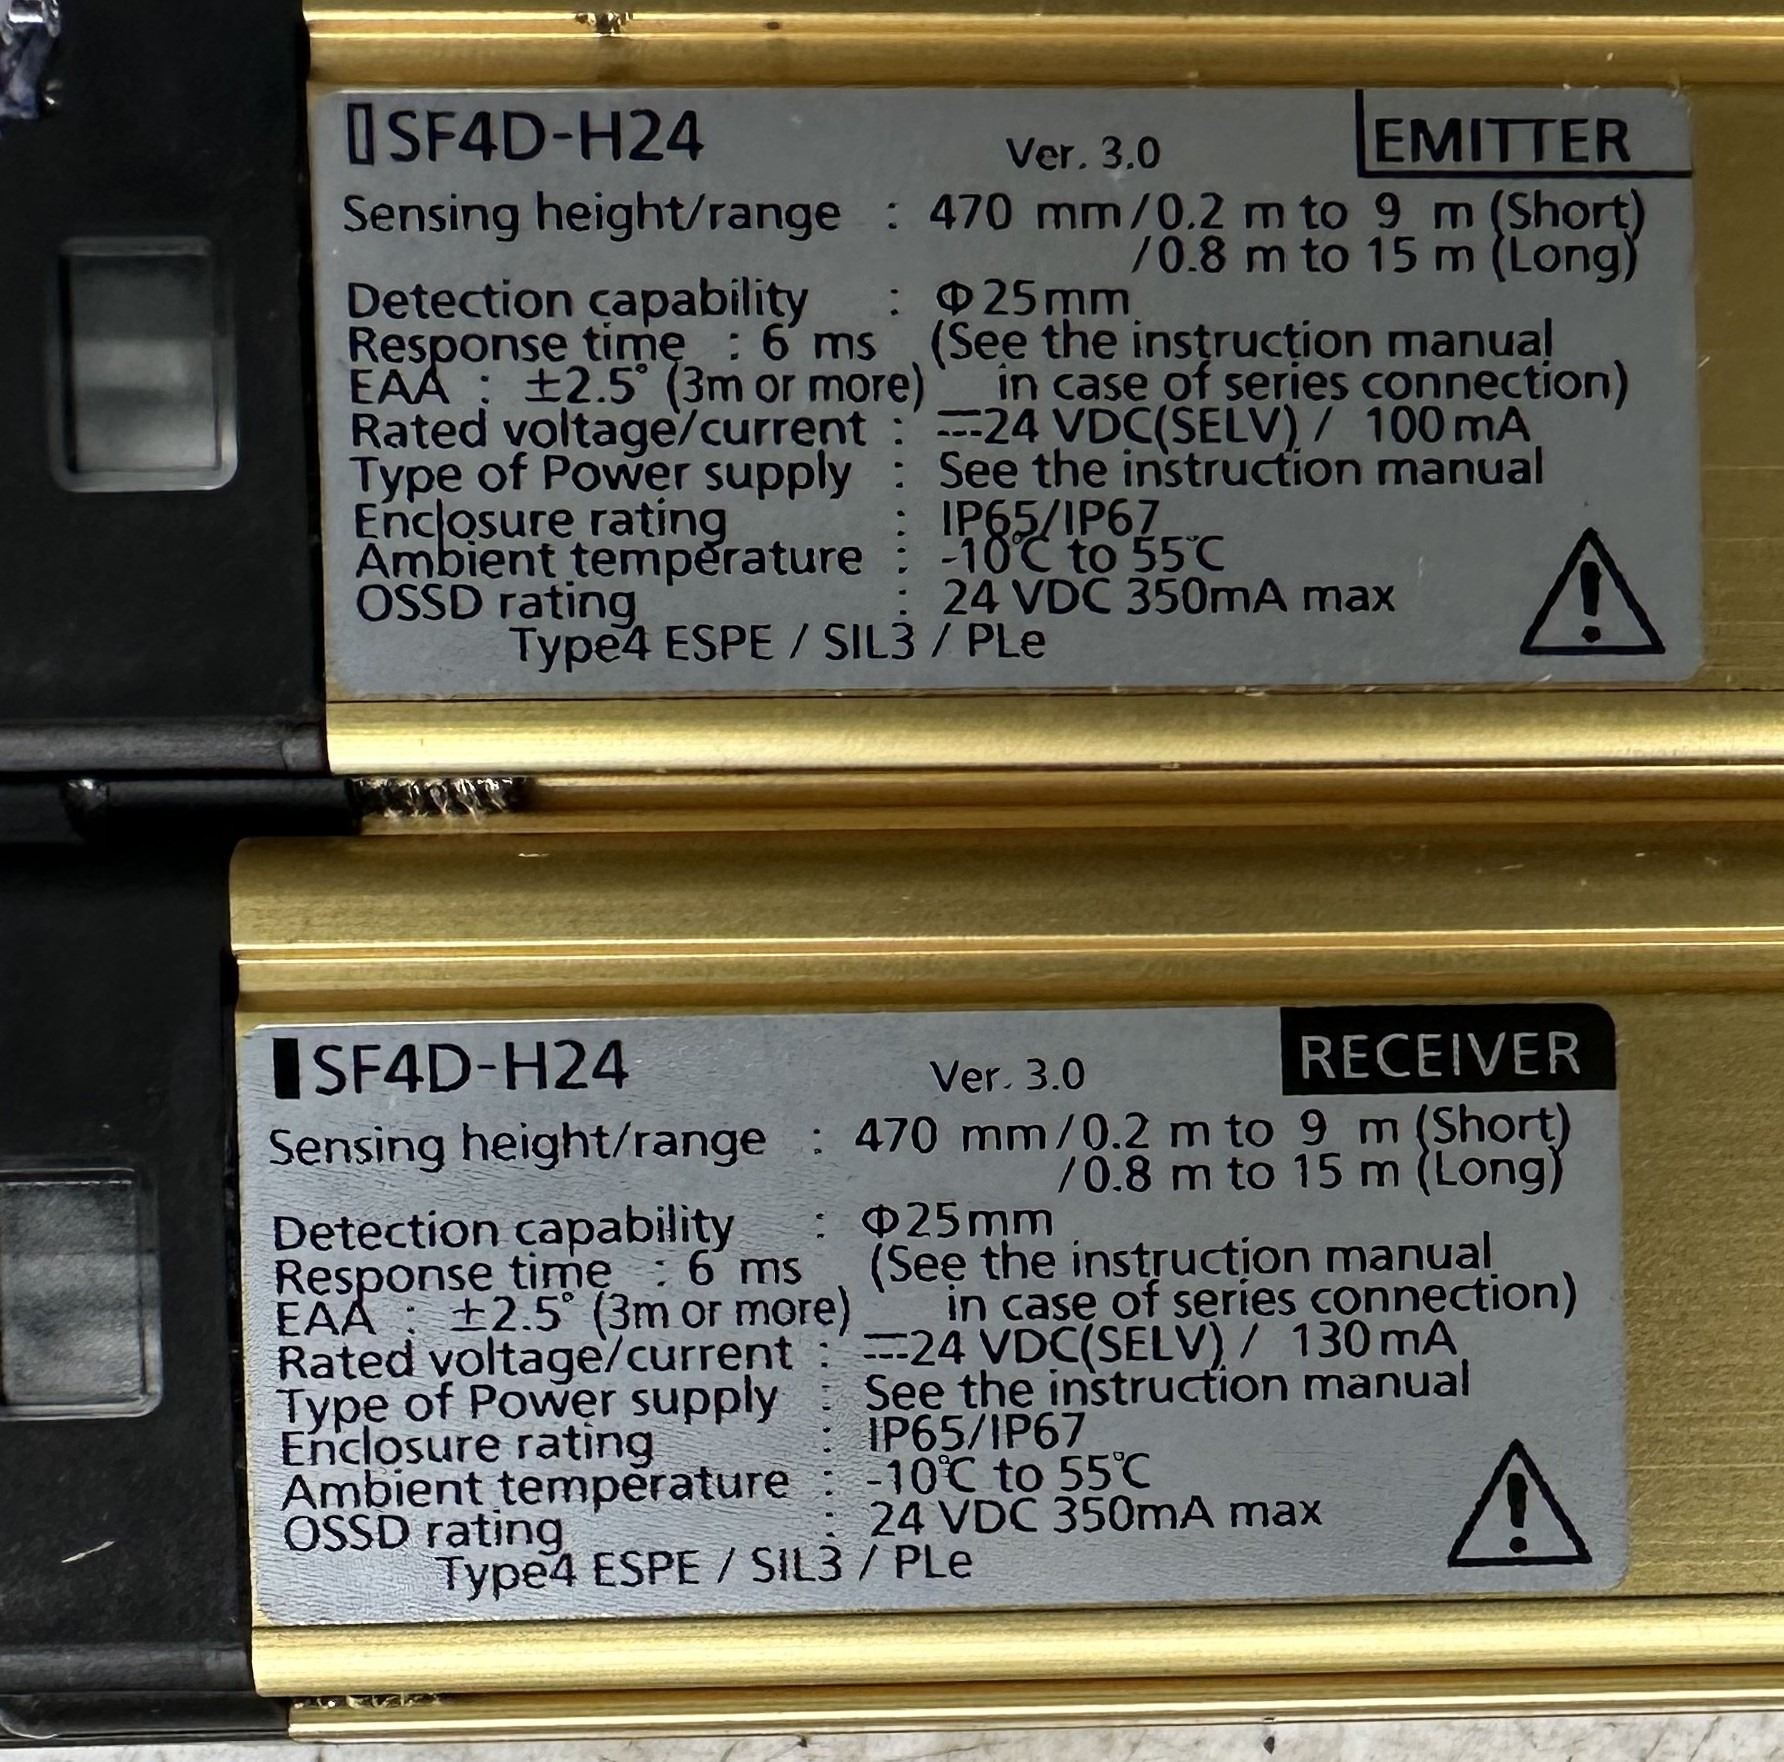 SF4D-H24 Ver. 3.0 EMITTER
Sensing height/range : 470 mm/0.2 m to 9 m (Short)
/0.8 m to 15 m (Long)
Detection capability : Φ25mm
Response time : 6 ms (See the instruction manual
EAA : ±2.5° (3m or more) in case of series connection)
Rated voltage/current : ⎓24 VDC(SELV) / 100mA
Type of Power supply : See the instruction manual
Enclosure rating : IP65/IP67
Ambient temperature : -10℃ to 55℃
OSSD rating : 24 VDC 350mA max
Type4 ESPE / SIL3 / PLe
SF4D-H24 Ver. 3.0 RECEIVER
Sensing height/range : 470 mm/0.2 m to 9 m (Short)
/0.8 m to 15 m (Long)
Detection capability : Φ25mm
Response time : 6 ms (See the instruction manual
EAA : ±2.5° (3m or more) in case of series connection)
Rated voltage/current : ⎓24 VDC(SELV) / 130mA
Type of Power supply : See the instruction manual
Enclosure rating : IP65/IP67
Ambient temperature : -10℃ to 55℃
OSSD rating : 24 VDC 350mA max
Type4 ESPE / SIL3 / PLe